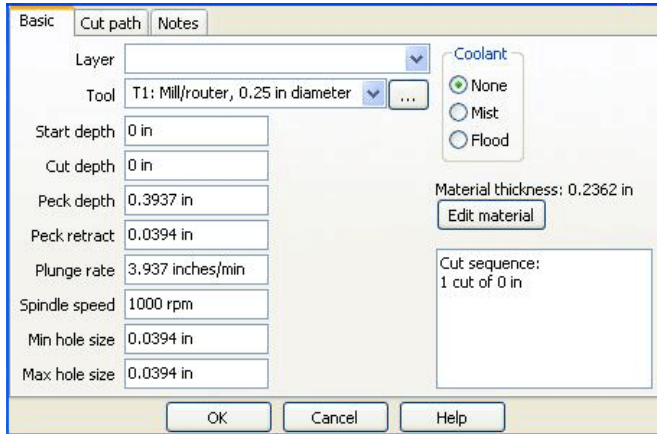 Basic
Cut path
Notes
Layer
Tool T1: Mill/router, 0.25 in diameter ...
Start depth 0 in
Cut depth 0 in
Peck depth 0.3937 in
Peck retract 0.0394 in
Plunge rate 3.937 inches/min
Spindle speed 1000 rpm
Min hole size 0.0394 in
Max hole size 0.0394 in
Coolant
None
Mist
Flood
Material thickness: 0.2362 in
Edit material
Cut sequence:
1 cut of 0 in
OK
Cancel
Help